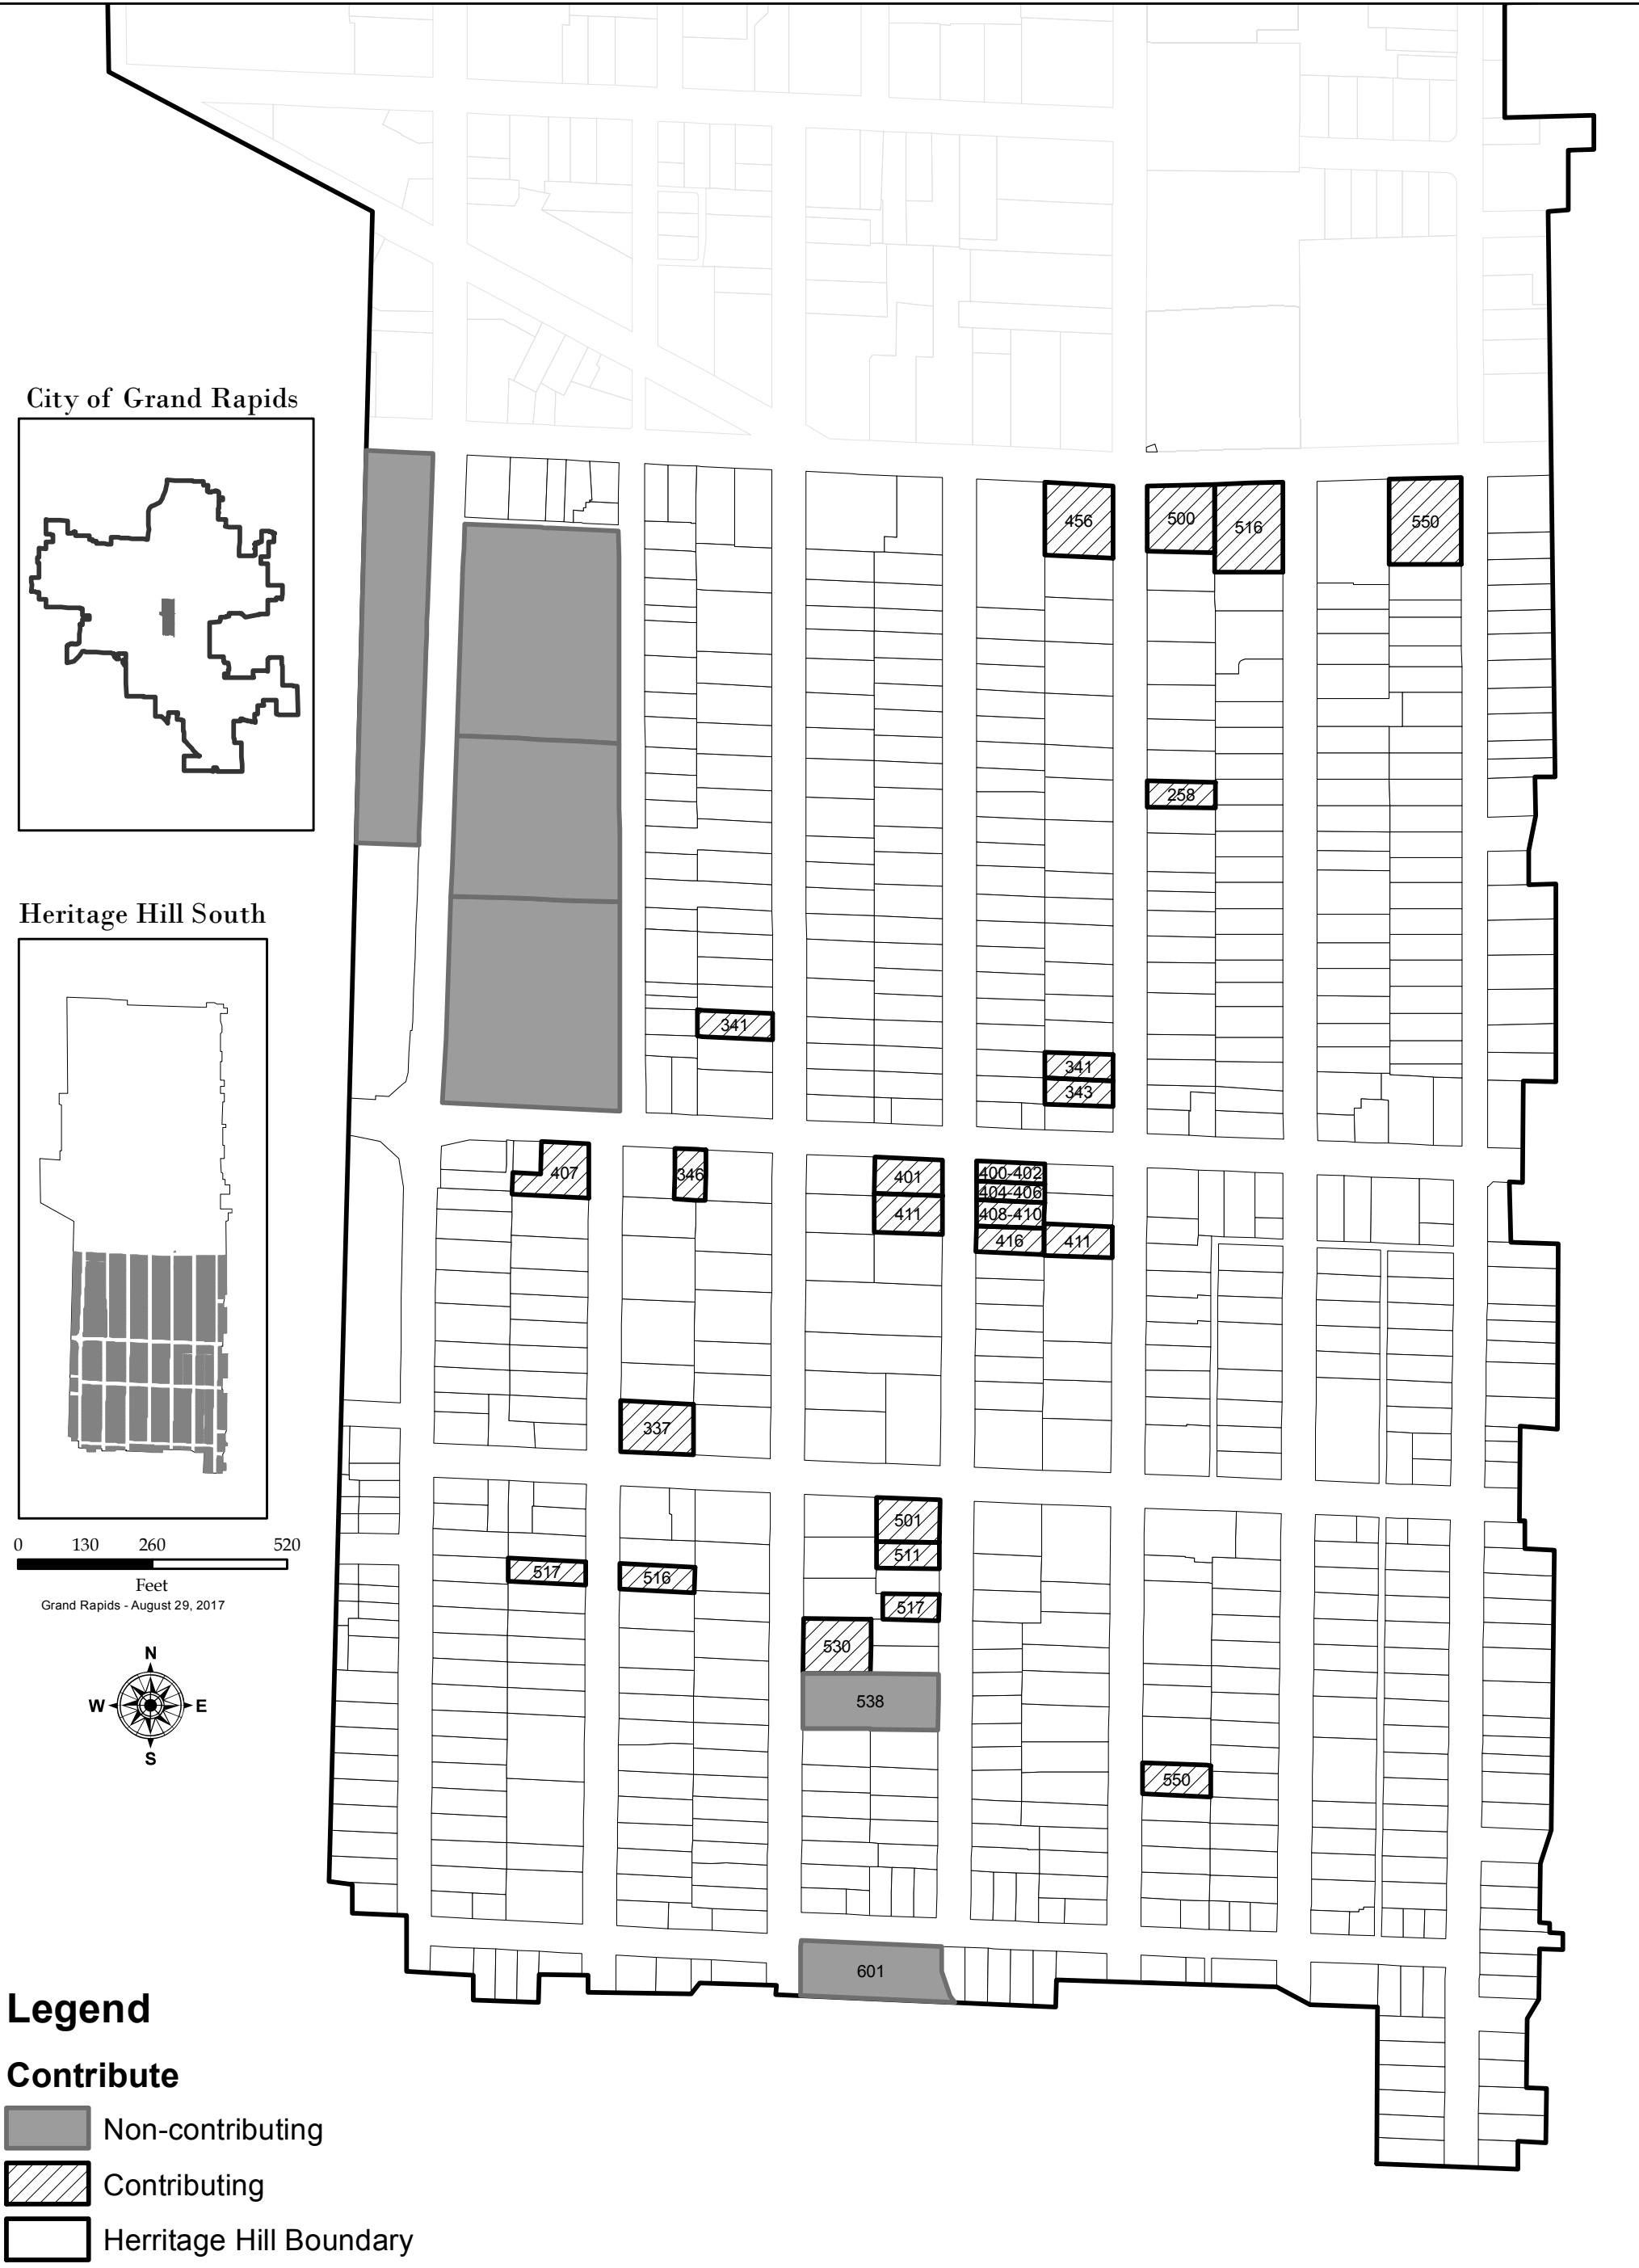 City of Grand Rapids
456
500
516
550
258
Heritage Hill South
341
341
343
407
346
401
411
400-402
404-406
408-410
416
411
337
501
511
517
516
517
530
538
550
601
0 130 260 520
Feet
Grand Rapids - August 29, 2017
N
W E
S
Legend
Contribute
Non-contributing
Contributing
Herritage Hill Boundary